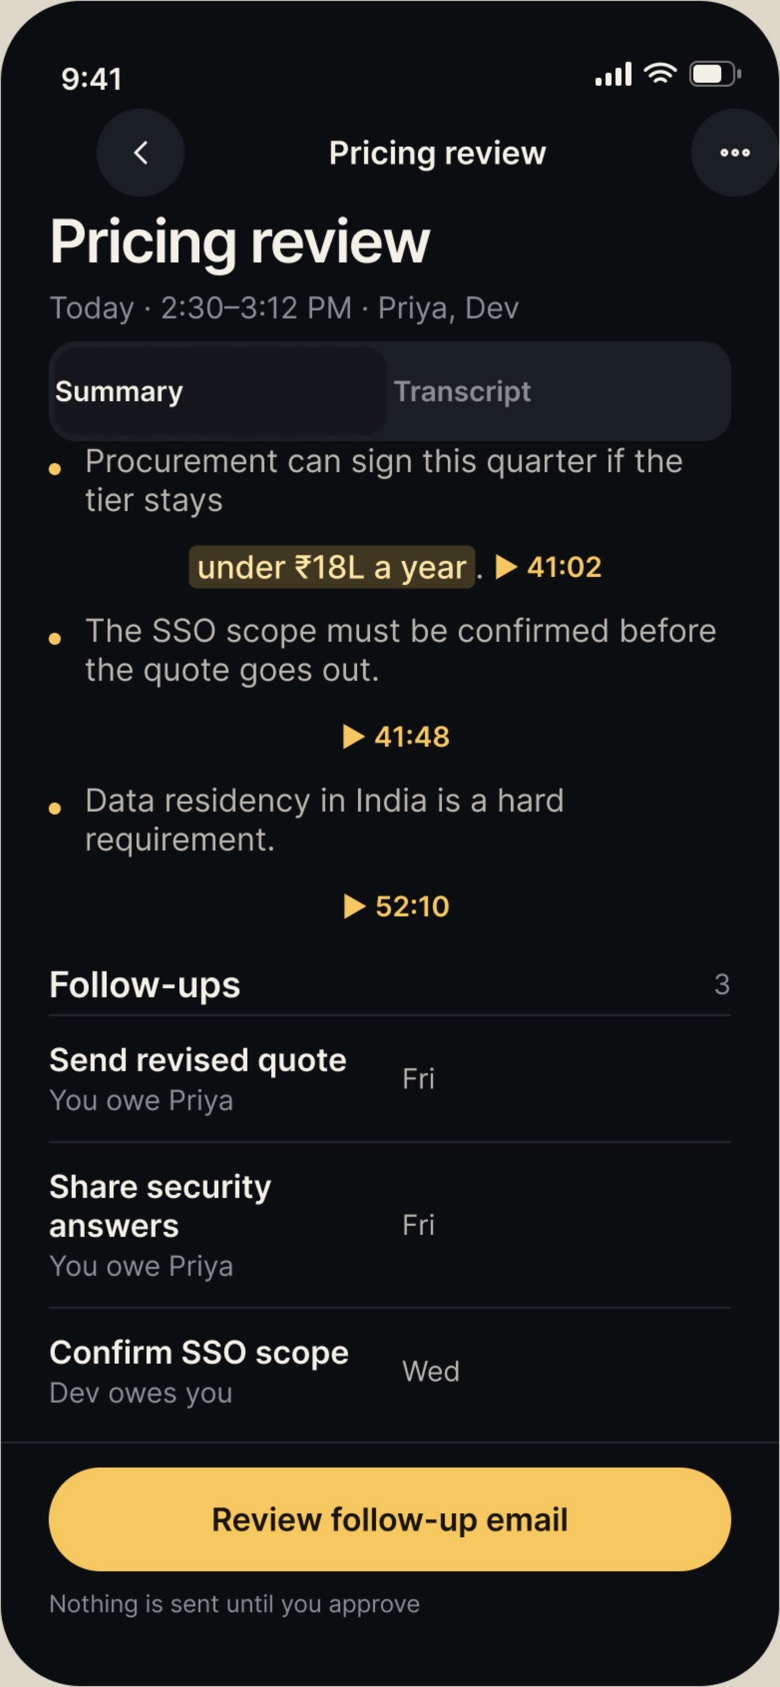 9:41
Pricing review
Pricing review
Today · 2:30–3:12 PM · Priya, Dev
Summary
Transcript
• Procurement can sign this quarter if the
tier stays
under ₹18L a year. ▶ 41:02
• The SSO scope must be confirmed before
the quote goes out.
▶ 41:48
• Data residency in India is a hard
requirement.
▶ 52:10
Follow-ups 3
Send revised quote
You owe Priya
Fri
Share security
answers
You owe Priya
Fri
Confirm SSO scope
Dev owes you
Wed
Review follow-up email
Nothing is sent until you approve